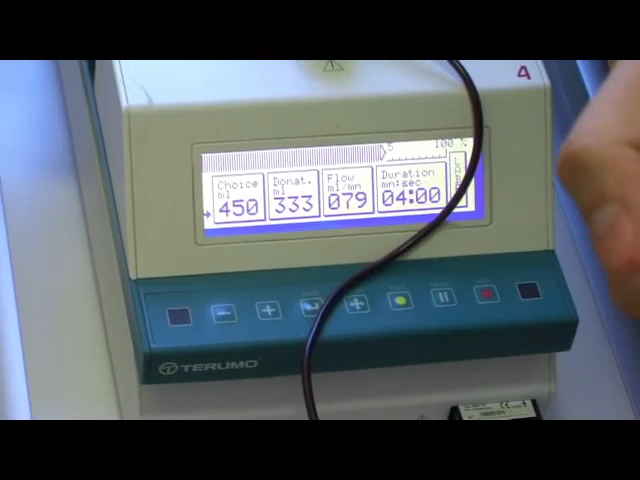 4
5 100 %
Choice Donat. Flow Duration
ml ml ml/mn mn:sec
450 333 079 04:00
TERUMO